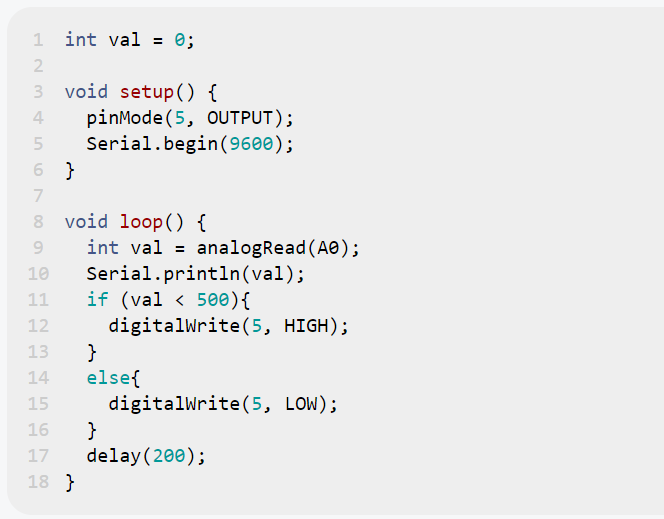 1 int val = 0;
2
3 void setup() {
4   pinMode(5, OUTPUT);
5   Serial.begin(9600);
6 }
7
8 void loop() {
9   int val = analogRead(A0);
10   Serial.println(val);
11   if (val < 500){
12     digitalWrite(5, HIGH);
13   }
14   else{
15     digitalWrite(5, LOW);
16   }
17   delay(200);
18 }